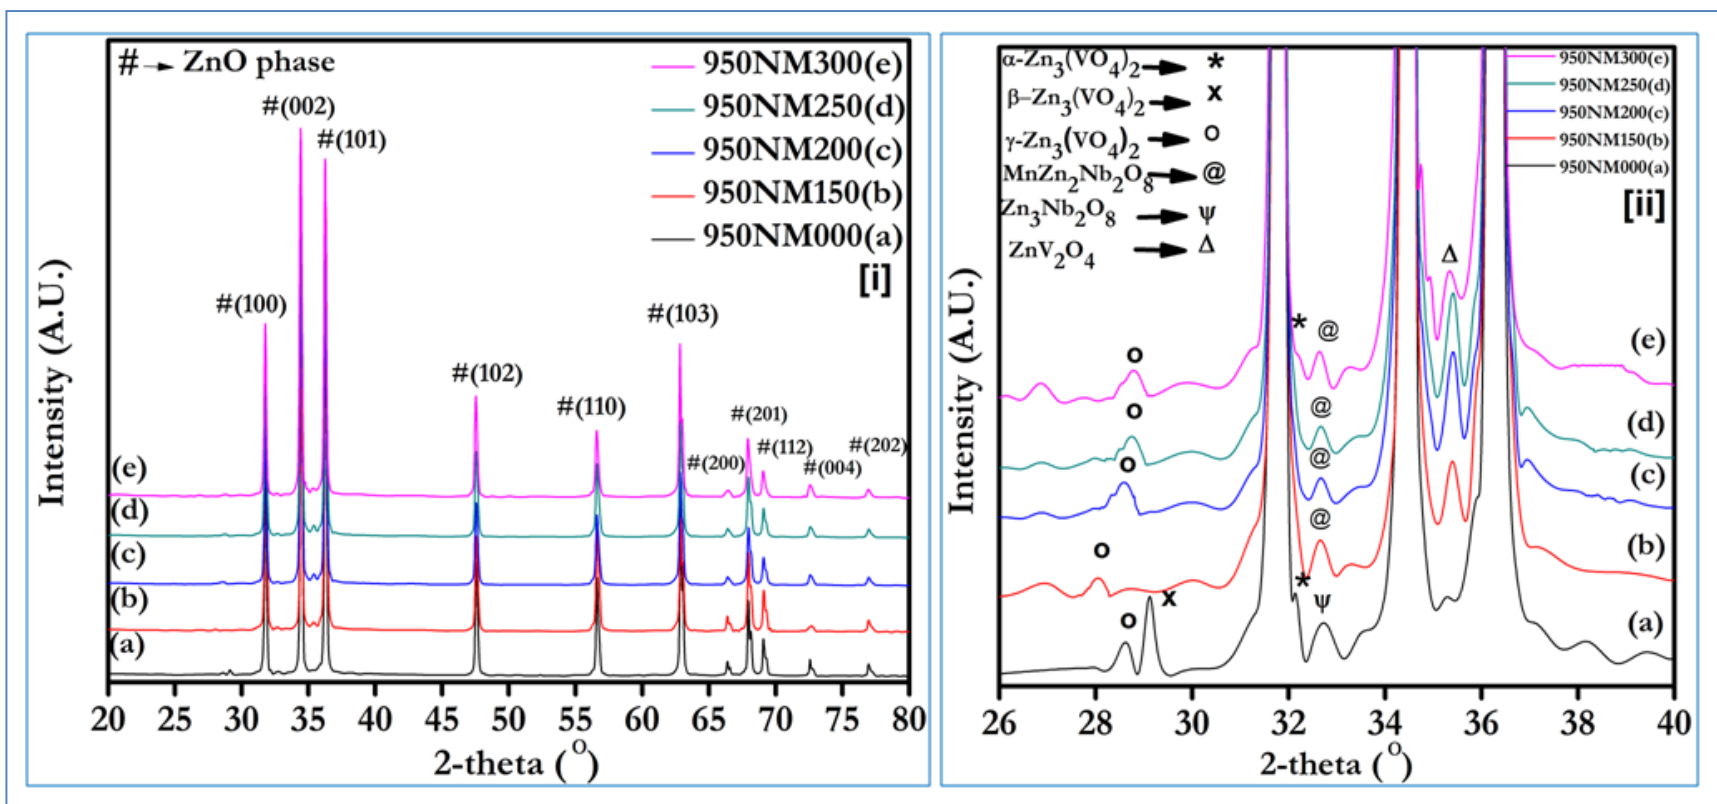 # → ZnO phase
950NM300(e)
950NM250(d)
950NM200(c)
950NM150(b)
950NM000(a)
[i]
#(002)
#(101)
#(100)
#(103)
#(102)
#(110)
#(201)
#(112)
#(200)
#(004)
#(202)
(e)
(d)
(c)
(b)
(a)
20 25 30 35 40 45 50 55 60 65 70 75 80
2-theta (°)
Intensity (A.U.)
α-Zn3(VO4)2 → *
β–Zn3(VO4)2 → x
γ-Zn3(VO4)2 → o
MnZn2Nb2O8 → @
Zn3Nb2O8 → ψ
ZnV2O4 → Δ
950NM300(e)
950NM250(d)
950NM200(c)
950NM150(b)
950NM000(a)
[ii]
Δ
* @
o
(e)
@
o
(d)
@
o
(c)
@
o
(b)
*
x
ψ
o
(a)
26 28 30 32 34 36 38 40
2-theta (°)
Intensity (A.U.)